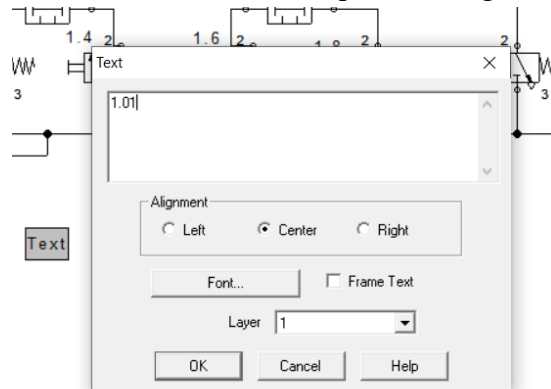 1.4 2 1.6 2 1.8 2 2
Text
3 3
1.01
Alignment
Left Center Right
Text
Font... Frame Text
Layer 1
OK Cancel Help